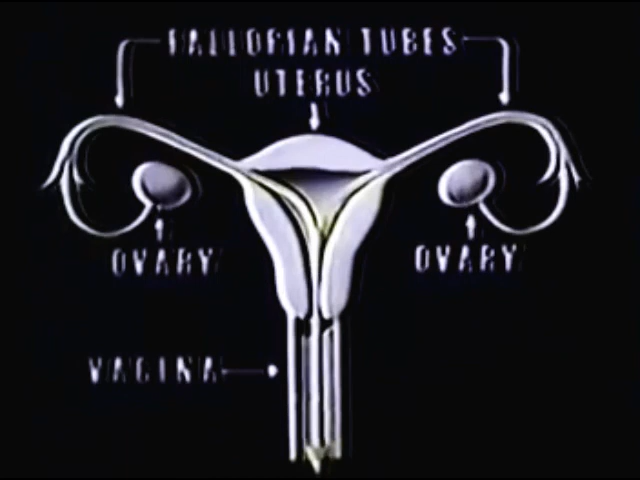 FALLOPIAN TUBES
UTERUS
OVARY
OVARY
VAGINA